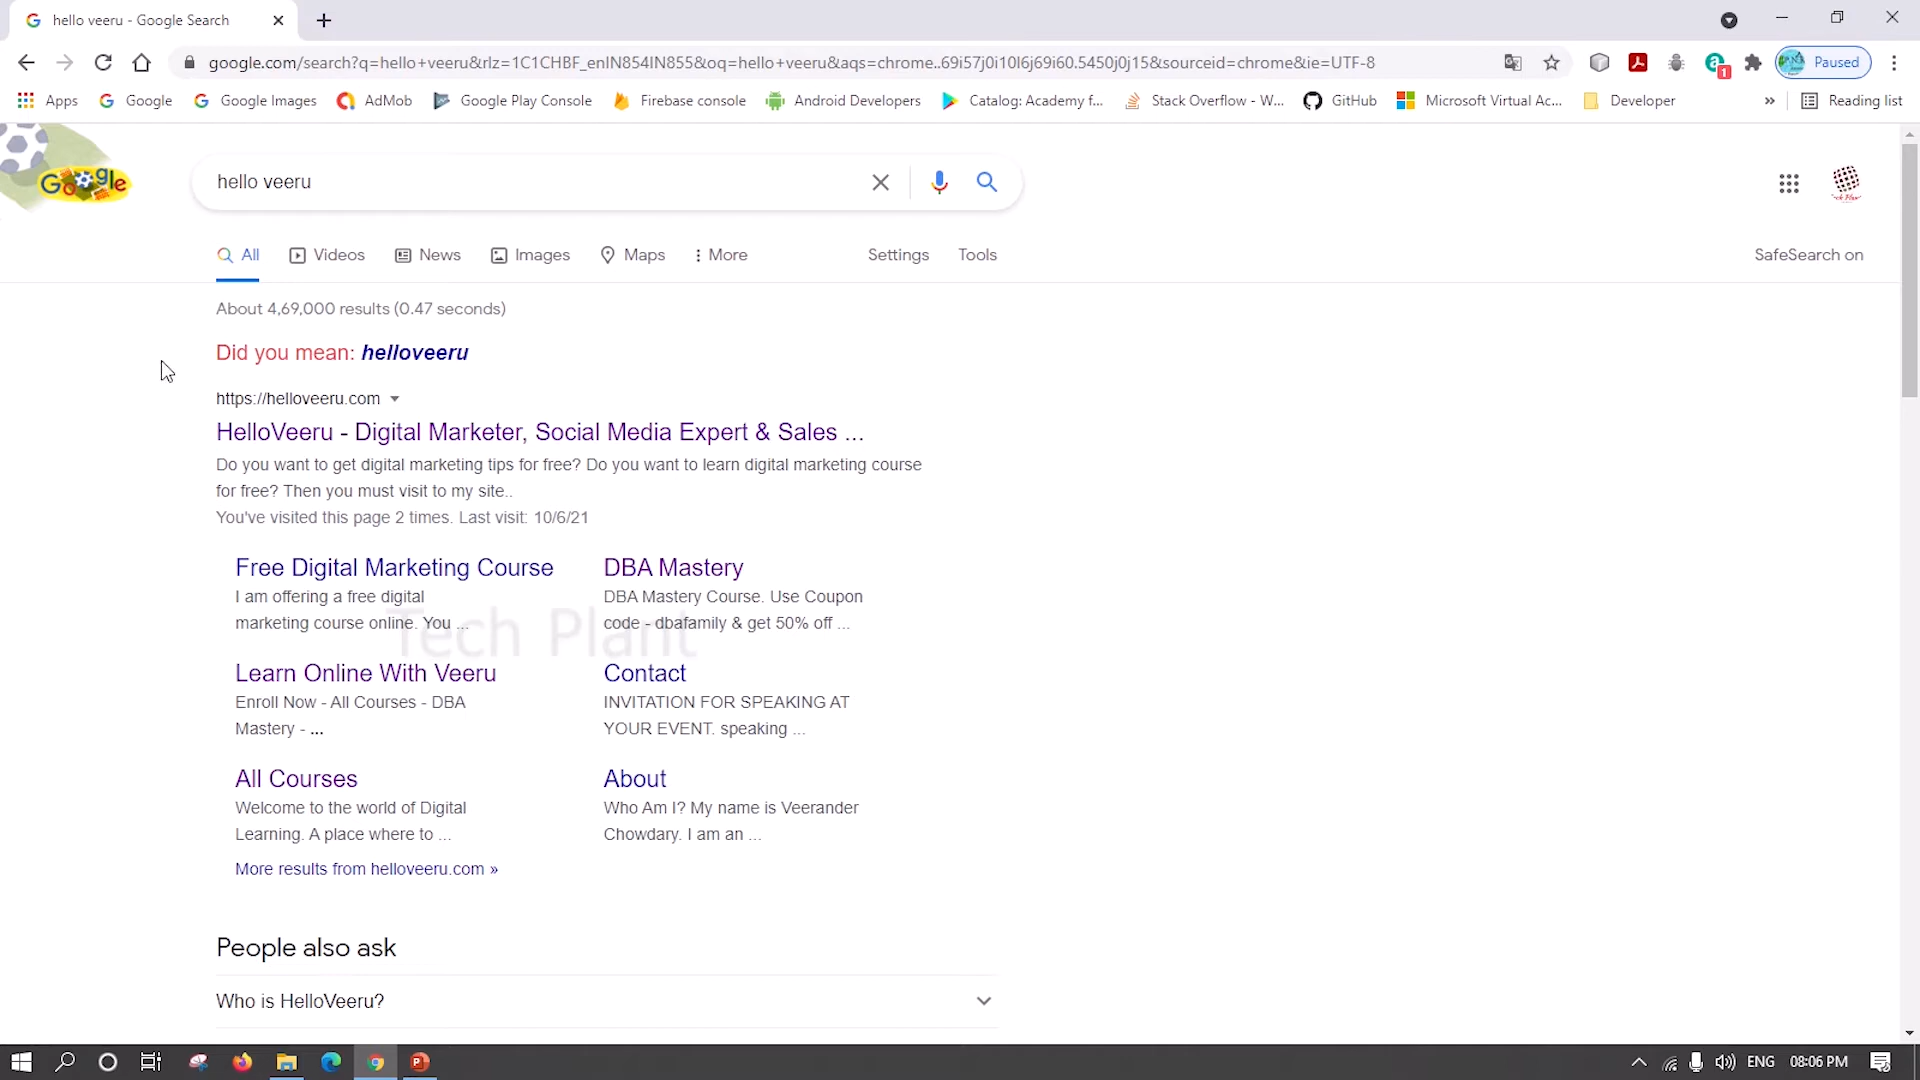 hello veeru - Google Search
google.com/search?q=hello+veeru&rlz=1C1CHBF_enIN854IN855&oq=hello+veeru&aqs=chrome..69i57j0i10l6j69i60.5450j0j15&sourceid=chrome&ie=UTF-8
Paused
Apps Google Google Images AdMob Google Play Console Firebase console Android Developers Catalog: Academy f... Stack Overflow - W... GitHub Microsoft Virtual Ac... Developer » Reading list
Google
hello veeru
All Videos News Images Maps More Settings Tools SafeSearch on
About 4,69,000 results (0.47 seconds)
Did you mean: helloveeru
https://helloveeru.com
HelloVeeru - Digital Marketer, Social Media Expert & Sales ...
Do you want to get digital marketing tips for free? Do you want to learn digital marketing course
for free? Then you must visit to my site..
You've visited this page 2 times. Last visit: 10/6/21
Free Digital Marketing Course
I am offering a free digital
marketing course online. You ...
DBA Mastery
DBA Mastery Course. Use Coupon
code - dbafamily & get 50% off ...
Tech Plant
Learn Online With Veeru
Enroll Now - All Courses - DBA
Mastery - ...
Contact
INVITATION FOR SPEAKING AT
YOUR EVENT. speaking ...
All Courses
Welcome to the world of Digital
Learning. A place where to ...
About
Who Am I? My name is Veerander
Chowdary. I am an ...
More results from helloveeru.com »
People also ask
Who is HelloVeeru?
ENG 08:06 PM